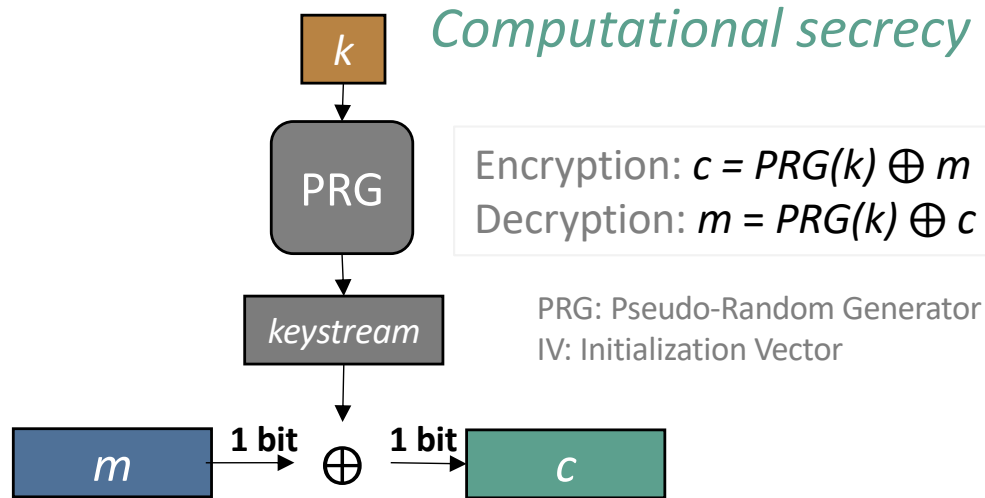 Computational secrecy
k
PRG
Encryption: c = PRG(k) ⊕ m
Decryption: m = PRG(k) ⊕ c
keystream
PRG: Pseudo-Random Generator
IV: Initialization Vector
m
1 bit
⊕
1 bit
c